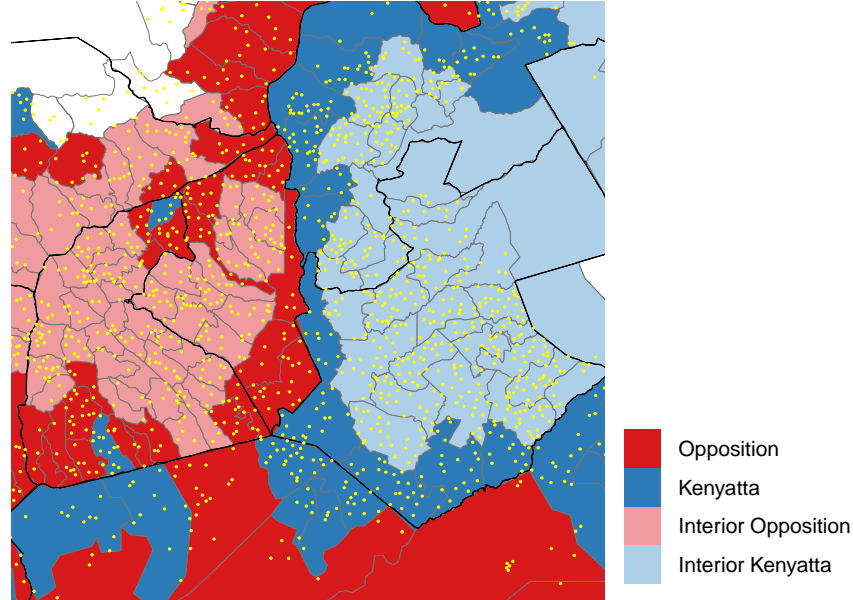 Opposition
Kenyatta
Interior Opposition
Interior Kenyatta